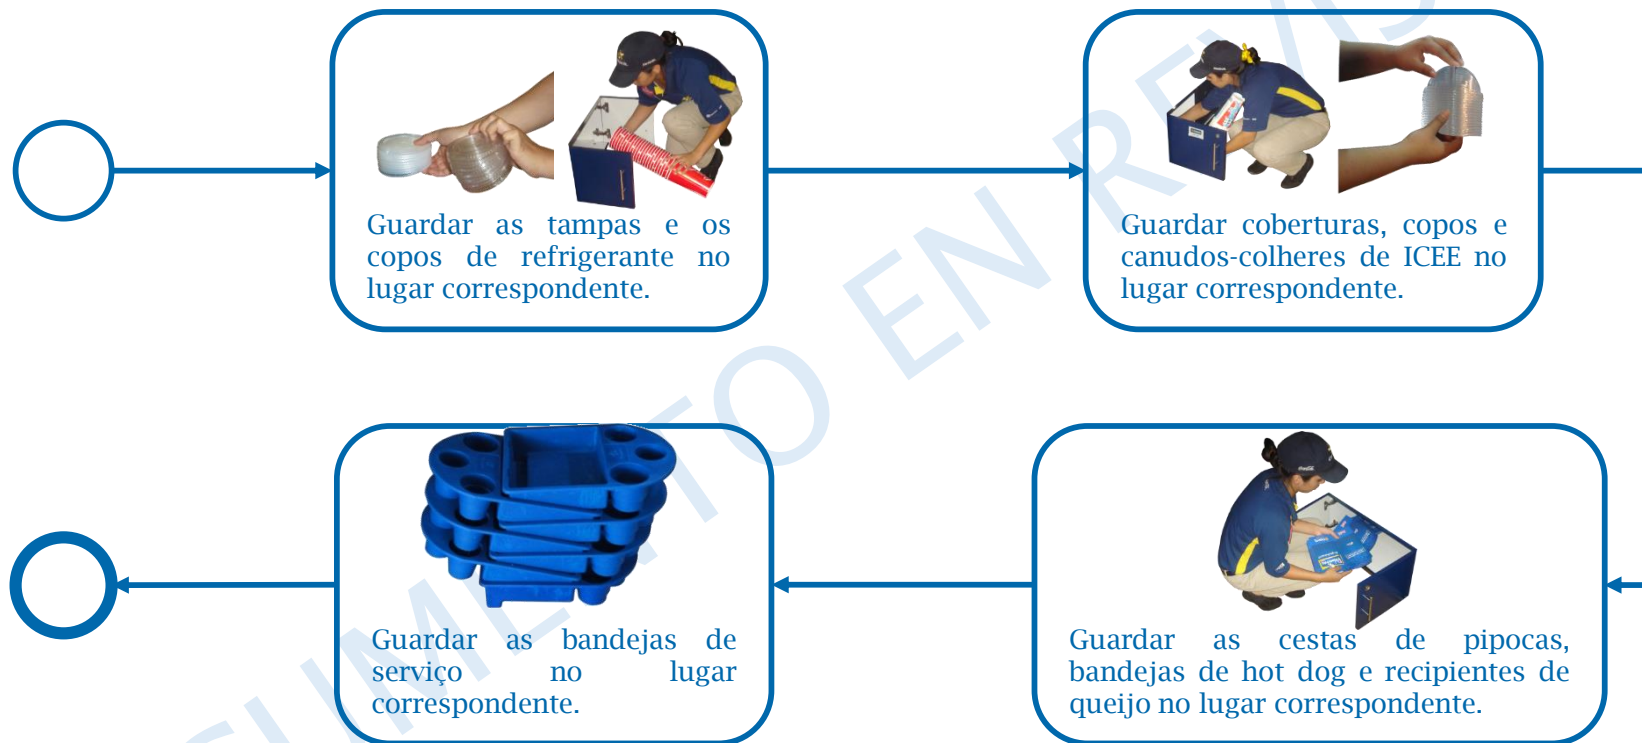 Guardar as tampas e os
copos de refrigerante no
lugar correspondente.
Guardar coberturas, copos e
canudos-colheres de ICEE no
lugar correspondente.
Guardar as cestas de pipocas,
bandejas de hot dog e recipientes de
queijo no lugar correspondente.
Guardar as bandejas de
serviço no lugar
correspondente.